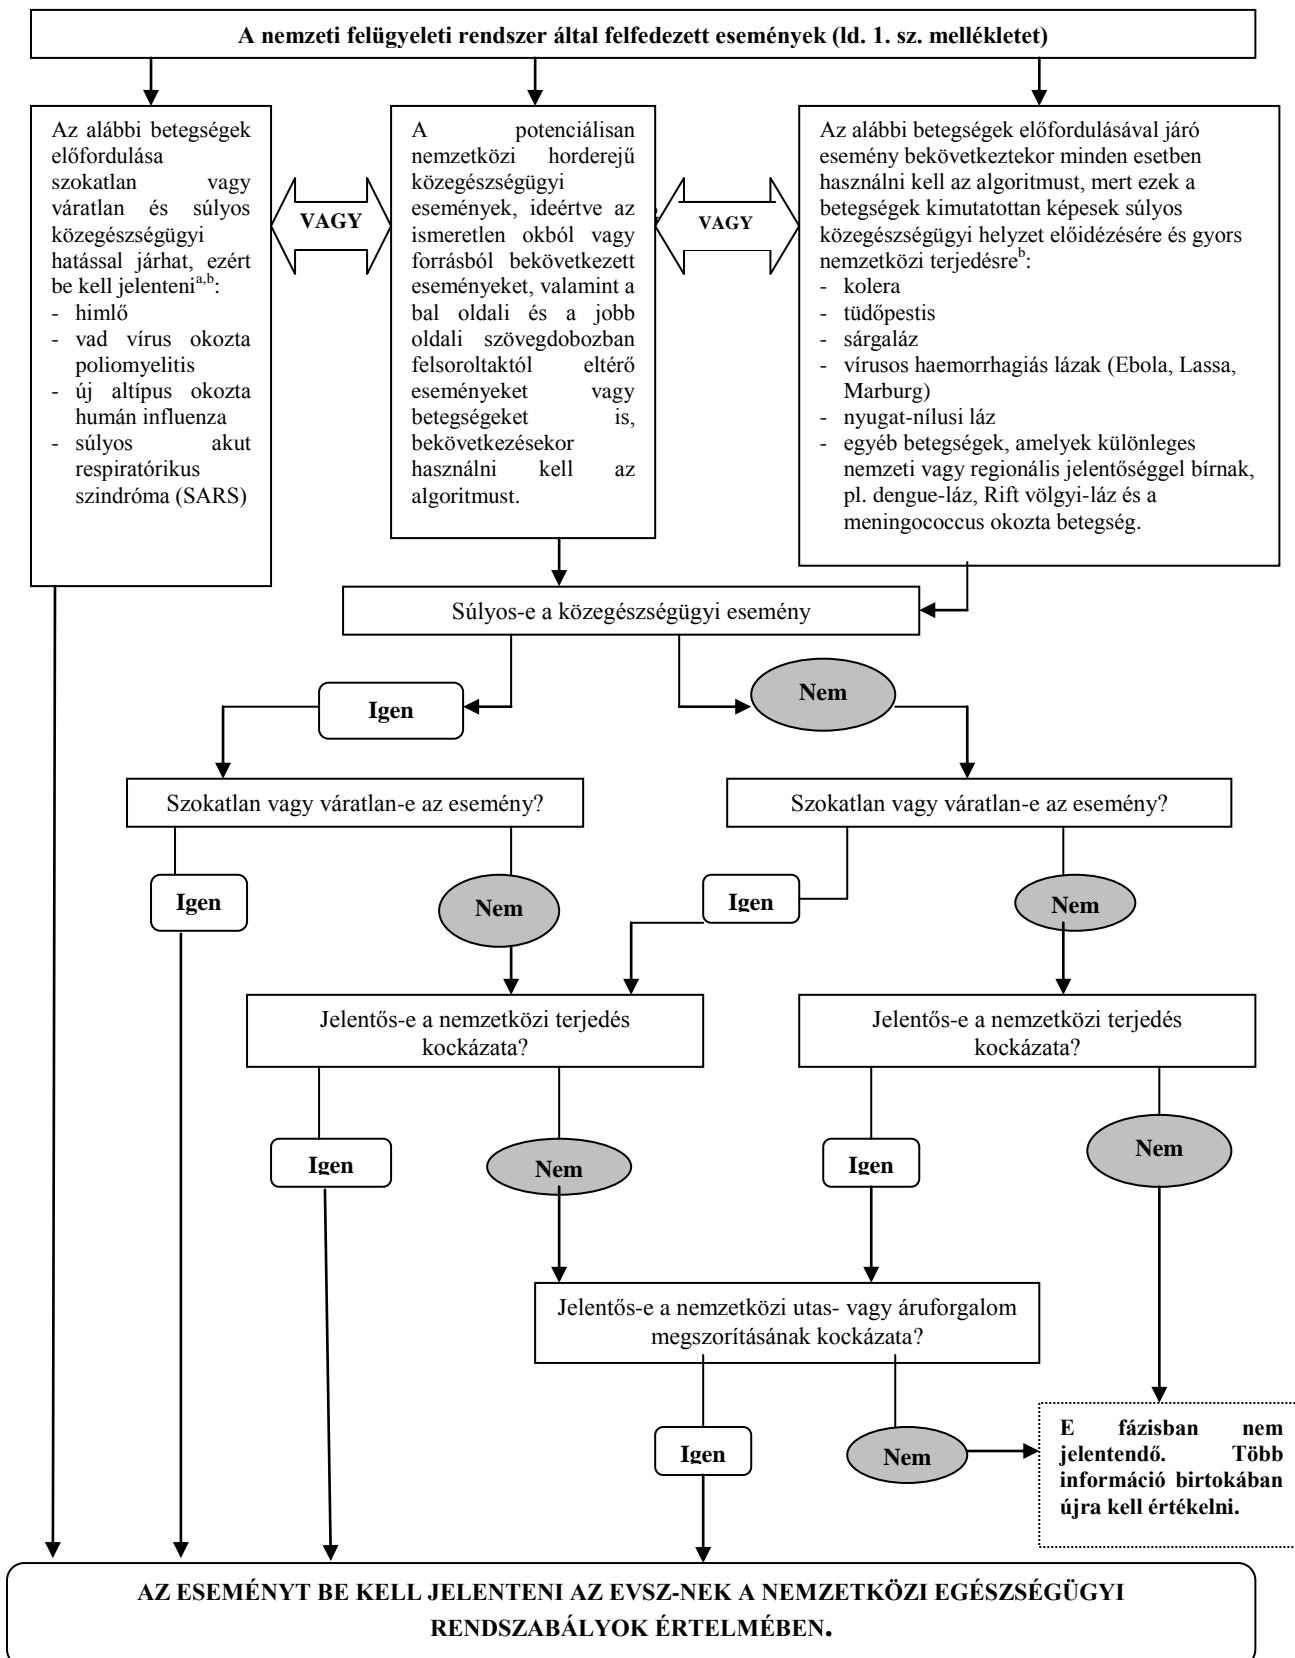 A nemzeti felügyeleti rendszer által felfedezett események (ld. 1. sz. mellékletet)
Az alábbi betegségek
előfordulása
szokatlan vagy
váratlan és súlyos
közegészségügyi
hatással járhat, ezért
be kell jelenteni^a,b:
- himlő
- vad vírus okozta
poliomyelitis
- új altípus okozta
humán influenza
- súlyos akut
respiratórikus
szindróma (SARS)
VAGY
A potenciálisan
nemzetközi horderejű
közegészségügyi
események, ideértve az
ismeretlen okból vagy
forrásból bekövetkezett
eseményeket, valamint a
bal oldali és a jobb
oldali szövegdobozban
felsoroltaktól eltérő
eseményeket vagy
betegségeket is,
bekövetkezésekor
használni kell az
algoritmust.
VAGY
Az alábbi betegségek előfordulásával járó
esemény bekövetkeztekor minden esetben
használni kell az algoritmust, mert ezek a
betegségek kimutatottan képesek súlyos
közegészségügyi helyzet előidézésére és gyors
nemzetközi terjedésre^b:
- kolera
- tüdőpestis
- sárgaláz
- vírusos haemorrhagiás lázak (Ebola, Lassa,
Marburg)
- nyugat-nílusi láz
- egyéb betegségek, amelyek különleges
nemzeti vagy regionális jelentőséggel bírnak,
pl. dengue-láz, Rift völgyi-láz és a
meningococcus okozta betegség.
Súlyos-e a közegészségügyi esemény
Igen
Nem
Szokatlan vagy váratlan-e az esemény?
Szokatlan vagy váratlan-e az esemény?
Igen
Nem
Igen
Nem
Jelentős-e a nemzetközi terjedés
kockázata?
Jelentős-e a nemzetközi terjedés
kockázata?
Igen
Nem
Igen
Nem
Jelentős-e a nemzetközi utas- vagy áruforgalom
megszorításának kockázata?
Igen
Nem
E fázisban nem
jelentendő. Több
információ birtokában
újra kell értékelni.
AZ ESEMÉNYT BE KELL JELENTENI AZ EVSZ-NEK A NEMZETKÖZI EGÉSZSÉGÜGYI
RENDSZABÁLYOK ÉRTELMÉBEN.